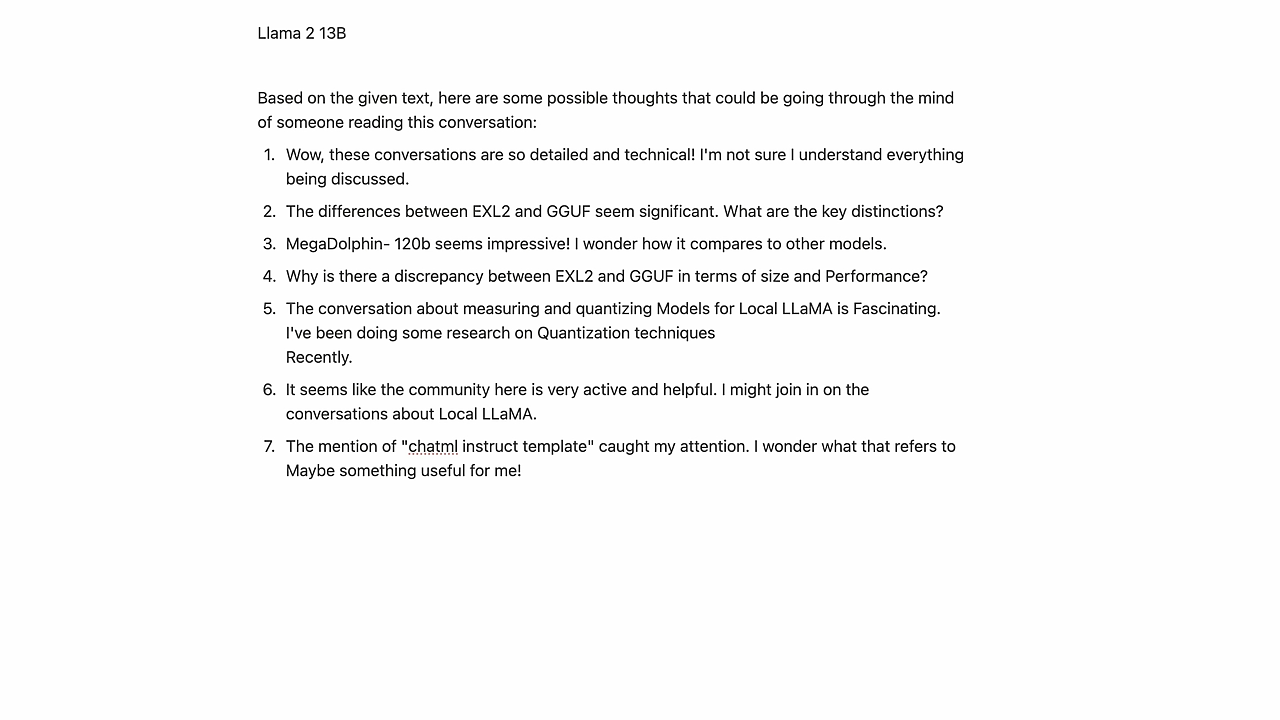 Llama 2 13B
Based on the given text, here are some possible thoughts that could be going through the mind
of someone reading this conversation:
1. Wow, these conversations are so detailed and technical! I'm not sure I understand everything
being discussed.
2. The differences between EXL2 and GGUF seem significant. What are the key distinctions?
3. MegaDolphin- 120b seems impressive! I wonder how it compares to other models.
4. Why is there a discrepancy between EXL2 and GGUF in terms of size and Performance?
5. The conversation about measuring and quantizing Models for Local LLaMA is Fascinating.
I've been doing some research on Quantization techniques
Recently.
6. It seems like the community here is very active and helpful. I might join in on the
conversations about Local LLaMA.
7. The mention of "chatml instruct template" caught my attention. I wonder what that refers to
Maybe something useful for me!